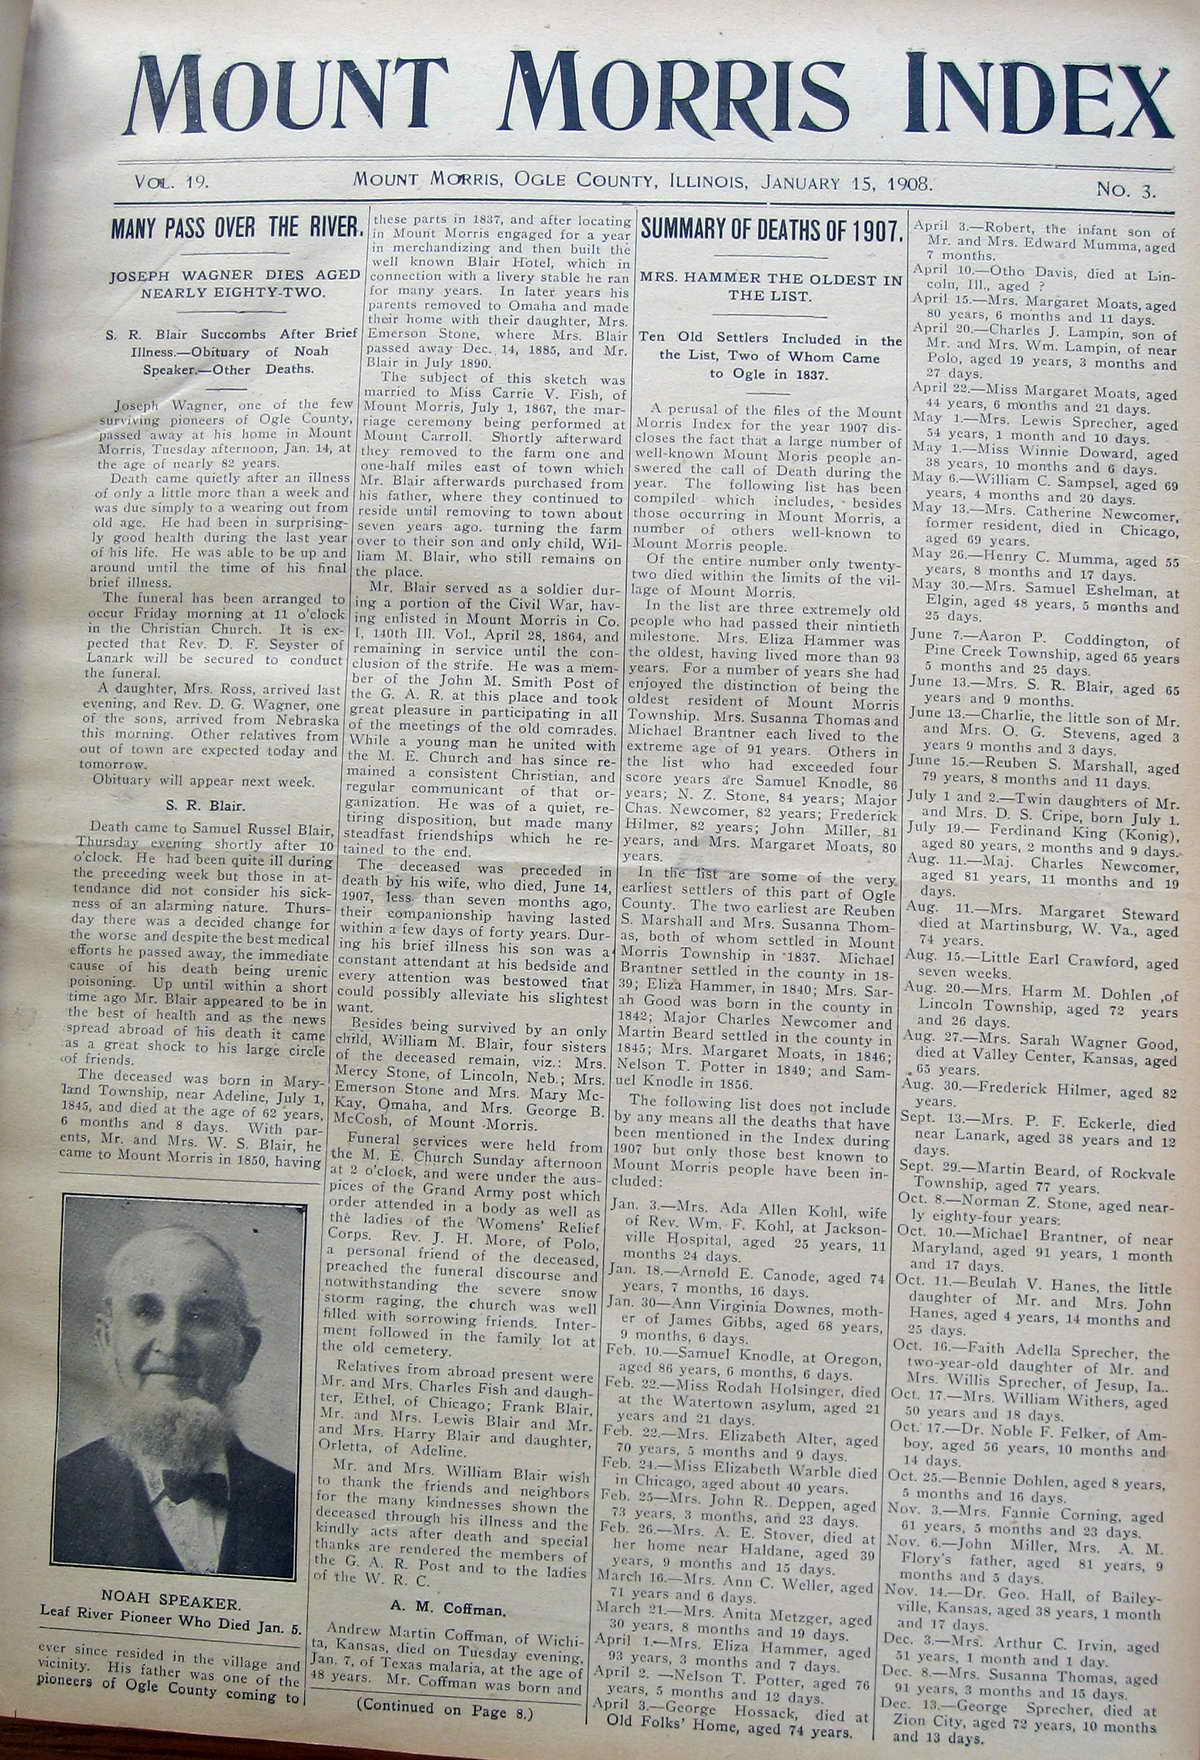 MOUNT MORRIS INDEX
VOL. 19.
MOUNT MORRIS, OGLE COUNTY, ILLINOIS, JANUARY 15, 1908.
NO. 3.
MANY PASS OVER THE RIVER.
JOSEPH WAGNER DIES AGED
NEARLY EIGHTY-TWO.
S. R. Blair Succombs After Brief
Illness.—Obituary of Noah
Speaker.—Other Deaths.
Joseph Wagner, one of the few
surviving pioneers of Ogle County,
passed away at his home in Mount
Morris, Tuesday afternoon, Jan. 14, at
the age of nearly 82 years.
Death came quietly after an illness
of only a little more than a week and
was due simply to a wearing out from
old age. He had been in surprising-
ly good health during the last year
of his life. He was able to be up and
around until the time of his final
brief illness.
The funeral has been arranged to
occur Friday morning at 11 o'clock
in the Christian Church. It is ex-
pected that Rev. D. F. Seyster of
Lanark will be secured to conduct
the funeral.
A daughter, Mrs. Ross, arrived last
evening, and Rev. D. G. Wagner, one
of the sons, arrived from Nebraska
this morning. Other relatives from
out of town are expected today and
tomorrow.
Obituary will appear next week.
S. R. Blair.
Death came to Samuel Russel Blair,
Thursday evening shortly after 10
o'clock. He had been quite ill during
the preceding week but those in at-
tendance did not consider his sick-
ness of an alarming nature. Thurs-
day there was a decided change for
the worse and despite the best medical
efforts he passed away, the immediate
cause of his death being urenic
poisoning. Up until within a short
time ago Mr. Blair appeared to be in
the best of health and as the news
spread abroad of his death it came
as a great shock to his large circle
of friends.
The deceased was born in Mary-
land Township, near Adeline, July 1,
1845, and died at the age of 62 years,
6 months and 8 days. With par-
ents, Mr. and Mrs. W. S. Blair, he
came to Mount Morris in 1850, having
NOAH SPEAKER.
Leaf River Pioneer Who Died Jan. 5.
ever since resided in the village and
vicinity. His father was one of the
pioneers of Ogle County coming to
these parts in 1837, and after locating
in Mount Morris engaged for a year
in merchandizing and then built the
well known Blair Hotel, which in
connection with a livery stable he ran
for many years. In later years his
parents removed to Omaha and made
their home with their daughter, Mrs.
Emerson Stone, where Mrs. Blair
passed away Dec. 14, 1885, and Mr.
Blair in July 1890.
The subject of this sketch was
married to Miss Carrie V. Fish, of
Mount Morris, July 1, 1867, the mar-
riage ceremony being performed at
Mount Carroll. Shortly afterward
they removed to the farm one and
one-half miles east of town which
Mr. Blair afterwards purchased from
his father, where they continued to
reside until removing to town about
seven years ago. turning the farm
over to their son and only child, Wil-
liam M. Blair, who still remains on
the place.
Mr. Blair served as a soldier dur-
ing a portion of the Civil War, hav-
ing enlisted in Mount Morris in Co.
I, 140th Ill. Vol., April 28, 1864, and
remaining in service until the con-
clusion of the strife. He was a mem-
ber of the John M. Smith Post of
the G. A. R. at this place and took
great pleasure in participating in all
of the meetings of the old comrades.
While a young man he united with
the M. E. Church and has since re-
mained a consistent Christian, and
regular communicant of that or-
ganization. He was of a quiet, re-
tiring disposition, but made many
steadfast friendships which he re-
tained to the end.
The deceased was preceded in
death by his wife, who died, June 14,
1907, less than seven months ago,
their companionship having lasted
within a few days of forty years. Dur-
ing his brief illness his son was a
constant attendant at his bedside and
every attention was bestowed that
could possibly alleviate his slightest
want.
Besides being survived by an only
child, William M. Blair, four sisters
of the deceased remain, viz.: Mrs.
Mercy Stone, of Lincoln, Neb.; Mrs.
Emerson Stone and Mrs. Mary Mc-
Kay, Omaha, and Mrs. George B.
McCosh, of Mount Morris.
Funeral services were held from
the M. E. Church Sunday afternoon
at 2 o'clock, and were under the aus-
pices of the Grand Army post which
order attended in a body as well as
the ladies of the Womens' Relief
Corps. Rev. J. H. More, of Polo,
a personal friend of the deceased,
preached the funeral discourse and
notwithstanding the severe snow
storm raging, the church was well
filled with sorrowing friends. Inter-
ment followed in the family lot at
the old cemetery.
Relatives from abroad present were
Mr. and Mrs. Charles Fish and daugh-
ter, Ethel, of Chicago; Frank Blair,
Mr. and Mrs. Lewis Blair and Mr.
and Mrs. Harry Blair and daughter,
Orletta, of Adeline.
Mr. and Mrs. William Blair wish
to thank the friends and neighbors
for the many kindnesses shown the
deceased through his illness and the
kindly acts after death and special
thanks are rendered the members of
the G. A. R. Post and to the ladies
of the W. R. C.
A. M. Coffman.
Andrew Martin Coffman, of Wichi-
ta, Kansas, died on Tuesday evening,
Jan. 7, of Texas malaria, at the age of
48 years. Mr. Coffman was born and
(Continued on Page 8.)
SUMMARY OF DEATHS OF 1907.
MRS. HAMMER THE OLDEST IN
THE LIST.
Ten Old Settlers Included in the
the List, Two of Whom Came
to Ogle in 1837.
A perusal of the files of the Mount
Morris Index for the year 1907 dis-
closes the fact that a large number of
well-known Mount Moris people an-
swered the call of Death during the
year. The following list has been
compiled which includes, besides
those occurring in Mount Morris, a
number of others well-known to
Mount Morris people.
Of the entire number only twenty-
two died within the limits of the vil-
lage of Mount Morris.
In the list are three extremely old
people who had passed their nintieth
milestone. Mrs. Eliza Hammer was
the oldest, having lived more than 93
years. For a number of years she had
enjoyed the distinction of being the
oldest resident of Mount Morris
Township. Mrs. Susanna Thomas and
Michael Brantner each lived to the
extreme age of 91 years. Others in
the list who had exceeded four
score years are Samuel Knodle, 86
years; N. Z. Stone, 84 years; Major
Chas. Newcomer, 82 years; Frederick
Hilmer, 82 years; John Miller, 81
years, and Mrs. Margaret Moats, 80
years.
In the list are some of the very
earliest settlers of this part of Ogle
County. The two earliest are Reuben
S. Marshall and Mrs. Susanna Thom-
as, both of whom settled in Mount
Morris Township in 1837. Michael
Brantner settled in the county in 18-
39; Eliza Hammer, in 1840; Mrs. Sar-
ah Good was born in the county in
1842; Major Charles Newcomer and
Martin Beard settled in the county in
1845; Mrs. Margaret Moats, in 1846;
Nelson T. Potter in 1849; and Sam-
uel Knodle in 1856.
The following list does not include
by any means all the deaths that have
been mentioned in the Index during
1907 but only those best known to
Mount Morris people have been in-
cluded:
Jan. 3.—Mrs. Ada Allen Kohl, wife
of Rev. Wm. F. Kohl, at Jackson-
ville Hospital, aged 25 years, 11
months 24 days.
Jan. 18.—Arnold E. Canode, aged 74
years, 7 months, 16 days.
Jan. 30—Ann Virginia Downes, moth-
er of James Gibbs, aged 68 years,
9 months, 6 days.
Feb. 10.—Samuel Knodle, at Oregon,
aged 86 years, 6 months, 6 days.
Feb. 22.—Miss Rodah Holsinger, died
at the Watertown asylum, aged 21
years and 21 days.
Feb. 22.—Mrs. Elizabeth Alter, aged
70 years, 5 months and 9 days.
Feb. 24.—Miss Elizabeth Warble died
in Chicago, aged about 40 years.
Feb. 25—Mrs. John R. Deppen, aged
73 years, 3 months, and 23 days.
Feb. 26.—Mrs. A. E. Stover, died at
her home near Haldane, aged 39
years, 9 months and 15 days.
March 16.—Mrs. Ann C. Weller, aged
71 years and 6 days.
March 21.—Mrs. Anita Metzger, aged
30 years, 8 months and 19 days.
April 1.—Mrs. Eliza Hammer, aged
93 years, 3 months and 7 days.
April 2. —Nelson T. Potter, aged 76
years, 5 months and 12 days.
April 3.—George Hossack, died at
Old Folks' Home, aged 74 years.
April 3.—Robert, the infant son of
Mr. and Mrs. Edward Mumma, aged
7 months.
April 10.—Otho Davis, died at Lin-
coln, Ill., aged ?
April 15.—Mrs. Margaret Moats, aged
80 years, 6 months and 11 days.
April 20.—Charles J. Lampin, son of
Mr. and Mrs. Wm. Lampin, of near
Polo, aged 19 years, 3 months and
27 days.
April 22.—Miss Margaret Moats, aged
44 years, 6 months and 21 days.
May 1.—Mrs. Lewis Sprecher, aged
54 years, 1 month and 10 days.
May 1.—Miss Winnie Doward, aged
38 years, 10 months and 6 days.
May 6.—William C. Sampsel, aged 69
years, 4 months and 20 days.
May 13.—Mrs. Catherine Newcomer,
former resident, died in Chicago,
aged 69 years.
May 26.—Henry C. Mumma, aged 55
years, 8 months and 17 days.
May 30.—Mrs. Samuel Eshelman, at
Elgin, aged 48 years, 5 months and
25 days.
June 7.—Aaron P. Coddington, of
Pine Creek Township, aged 65 years
5 months and 25 days.
June 13.—Mrs. S. R. Blair, aged 65
years and 9 months.
June 13.—Charlie, the little son of Mr.
and Mrs. O. G. Stevens, aged 3
years 9 months and 3 days.
June 15.—Reuben S. Marshall, aged
79 years, 8 months and 11 days.
July 1 and 2.—Twin daughters of Mr.
and Mrs. D. S. Cripe, born July 1.
July 19.— Ferdinand King (Konig),
aged 80 years, 2 months and 9 days.
Aug. 11.—Maj. Charles Newcomer,
aged 81 years, 11 months and 19
days.
Aug. 11.—Mrs. Margaret Steward
died at Martinsburg, W. Va., aged
74 years.
Aug. 15.—Little Earl Crawford, aged
seven weeks.
Aug. 20.—Mrs. Harm M. Dohlen ,of
Lincoln Township, aged 72 years
and 26 days.
Aug. 27.—Mrs. Sarah Wagner Good,
died at Valley Center, Kansas, aged
65 years.
Aug. 30.—Frederick Hilmer, aged 82
years.
Sept. 13.—Mrs. P. F. Eckerle, died
near Lanark, aged 38 years and 12
days.
Sept. 29.—Martin Beard, of Rockvale
Township, aged 77 years.
Oct. 8.—Norman Z. Stone, aged near-
ly eighty-four years.
Oct. 10.—Michael Brantner, of near
Maryland, aged 91 years, 1 month
and 17 days.
Oct. 11.—Beulah V. Hanes, the little
daughter of Mr. and Mrs. John
Hanes, aged 4 years, 14 months and
25 days.
Oct. 16.—Faith Adella Sprecher, the
two-year-old daughter of Mr. and
Mrs. Willis Sprecher, of Jesup, Ia..
Oct. 17.—Mrs. William Withers, aged
50 years and 18 days.
Oct. 17.—Dr. Noble F. Felker, of Am-
boy, aged 56 years, 10 months and
14 days.
Oct. 25.—Bennie Dohlen, aged 8 years,
5 months and 16 days.
Nov. 3.—Mrs. Fannie Corning, aged
61 years, 5 months and 23 days.
Nov. 6.—John Miller, Mrs. A. M.
Flory's father, aged 81 years, 9
months and 5 days.
Nov. 14.—Dr. Geo. Hall, of Bailey-
ville, Kansas, aged 38 years, 1 month
and 17 days.
Dec. 3.—Mrs. Arthur C. Irvin, aged
51 years, 1 month and 1 day.
Dec. 8.—Mrs. Susanna Thomas, aged
91 years, 3 months and 15 days.
Dec. 13.—George Sprecher, died at
Zion City, aged 72 years, 10 months
and 13 days.